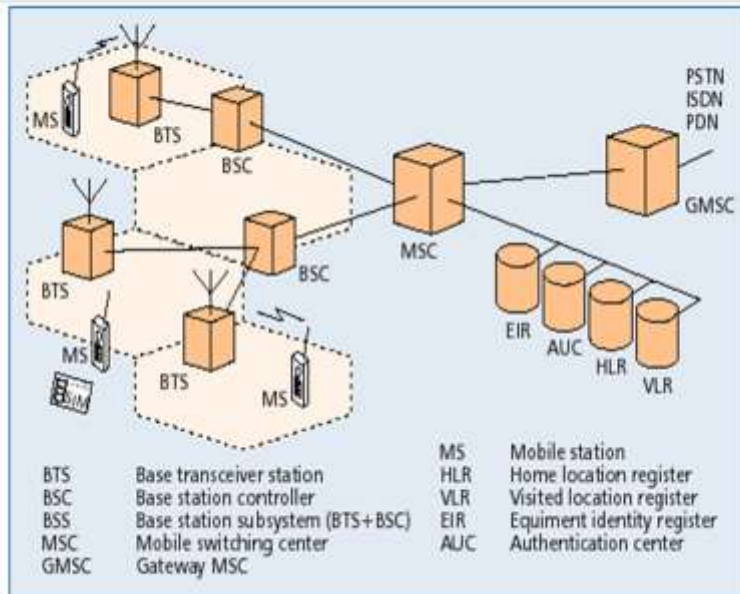 PSTN
ISDN
PDN
MS
BTS
BSC
GMSC
MSC
BTS
BSC
EIR
AUC
HLR
VLR
MS
SIM
BTS
MS
BTS Base transceiver station
BSC Base station controller
BSS Base station subsystem (BTS+BSC)
MSC Mobile switching center
GMSC Gateway MSC
MS Mobile station
HLR Home location register
VLR Visited location register
EIR Equiment identity register
AUC Authentication center